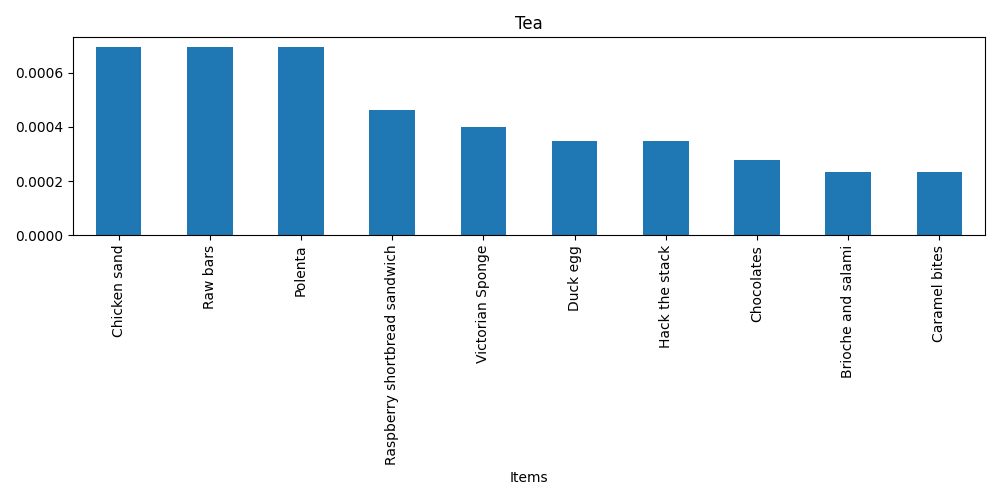 Tea
0.0006
0.0004
0.0002
0.0000
Chicken sand
Raw bars
Polenta
Raspberry shortbread sandwich
Victorian Sponge
Duck egg
Hack the stack
Chocolates
Brioche and salami
Caramel bites
Items